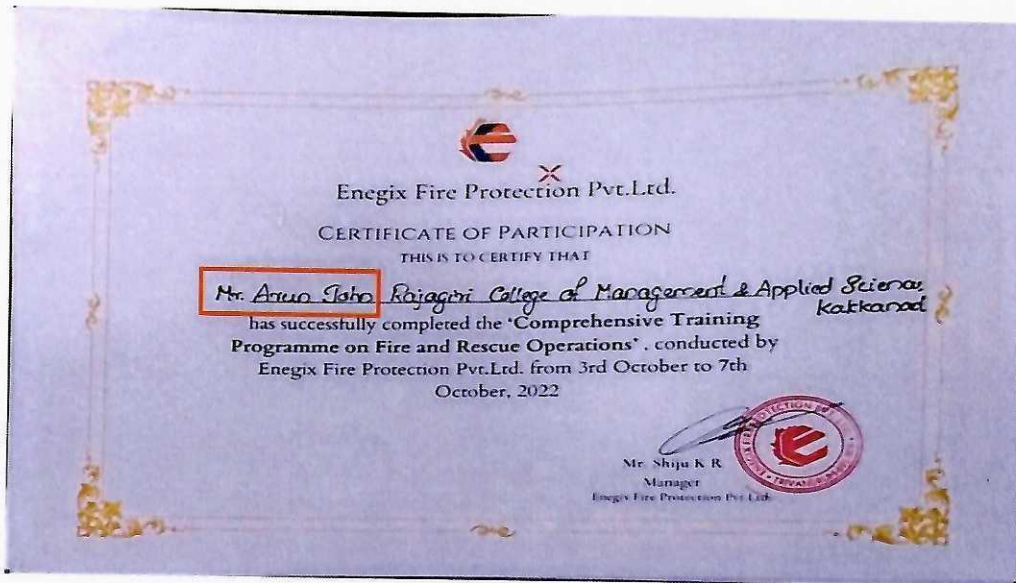 Enegix Fire Protection Pvt.Ltd.
CERTIFICATE OF PARTICIPATION
THIS IS TO CERTIFY THAT
Mr. Arun John Rajagiri College of Management & Applied Sciences,
Kakkanad
has successfully completed the 'Comprehensive Training
Programme on Fire and Rescue Operations', conducted by
Enegix Fire Protection Pvt.Ltd. from 3rd October to 7th
October, 2022
Mr. Shiju K R
Manager
Enegix Fire Protection Pvt Ltd.